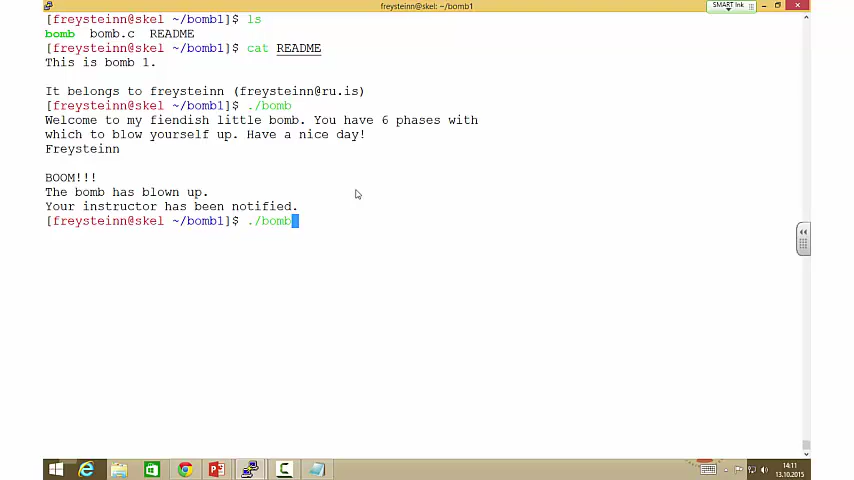 freysteinn@skel: ~/bomb1
SMART Ink
[freysteinn@skel ~/bomb1]$ ls
bomb  bomb.c  README
[freysteinn@skel ~/bomb1]$ cat README
This is bomb 1.
It belongs to freysteinn (freysteinn@ru.is)
[freysteinn@skel ~/bomb1]$ ./bomb
Welcome to my fiendish little bomb. You have 6 phases with
which to blow yourself up. Have a nice day!
Freysteinn
BOOM!!!
The bomb has blown up.
Your instructor has been notified.
[freysteinn@skel ~/bomb1]$ ./bomb
14:11
13.10.2015